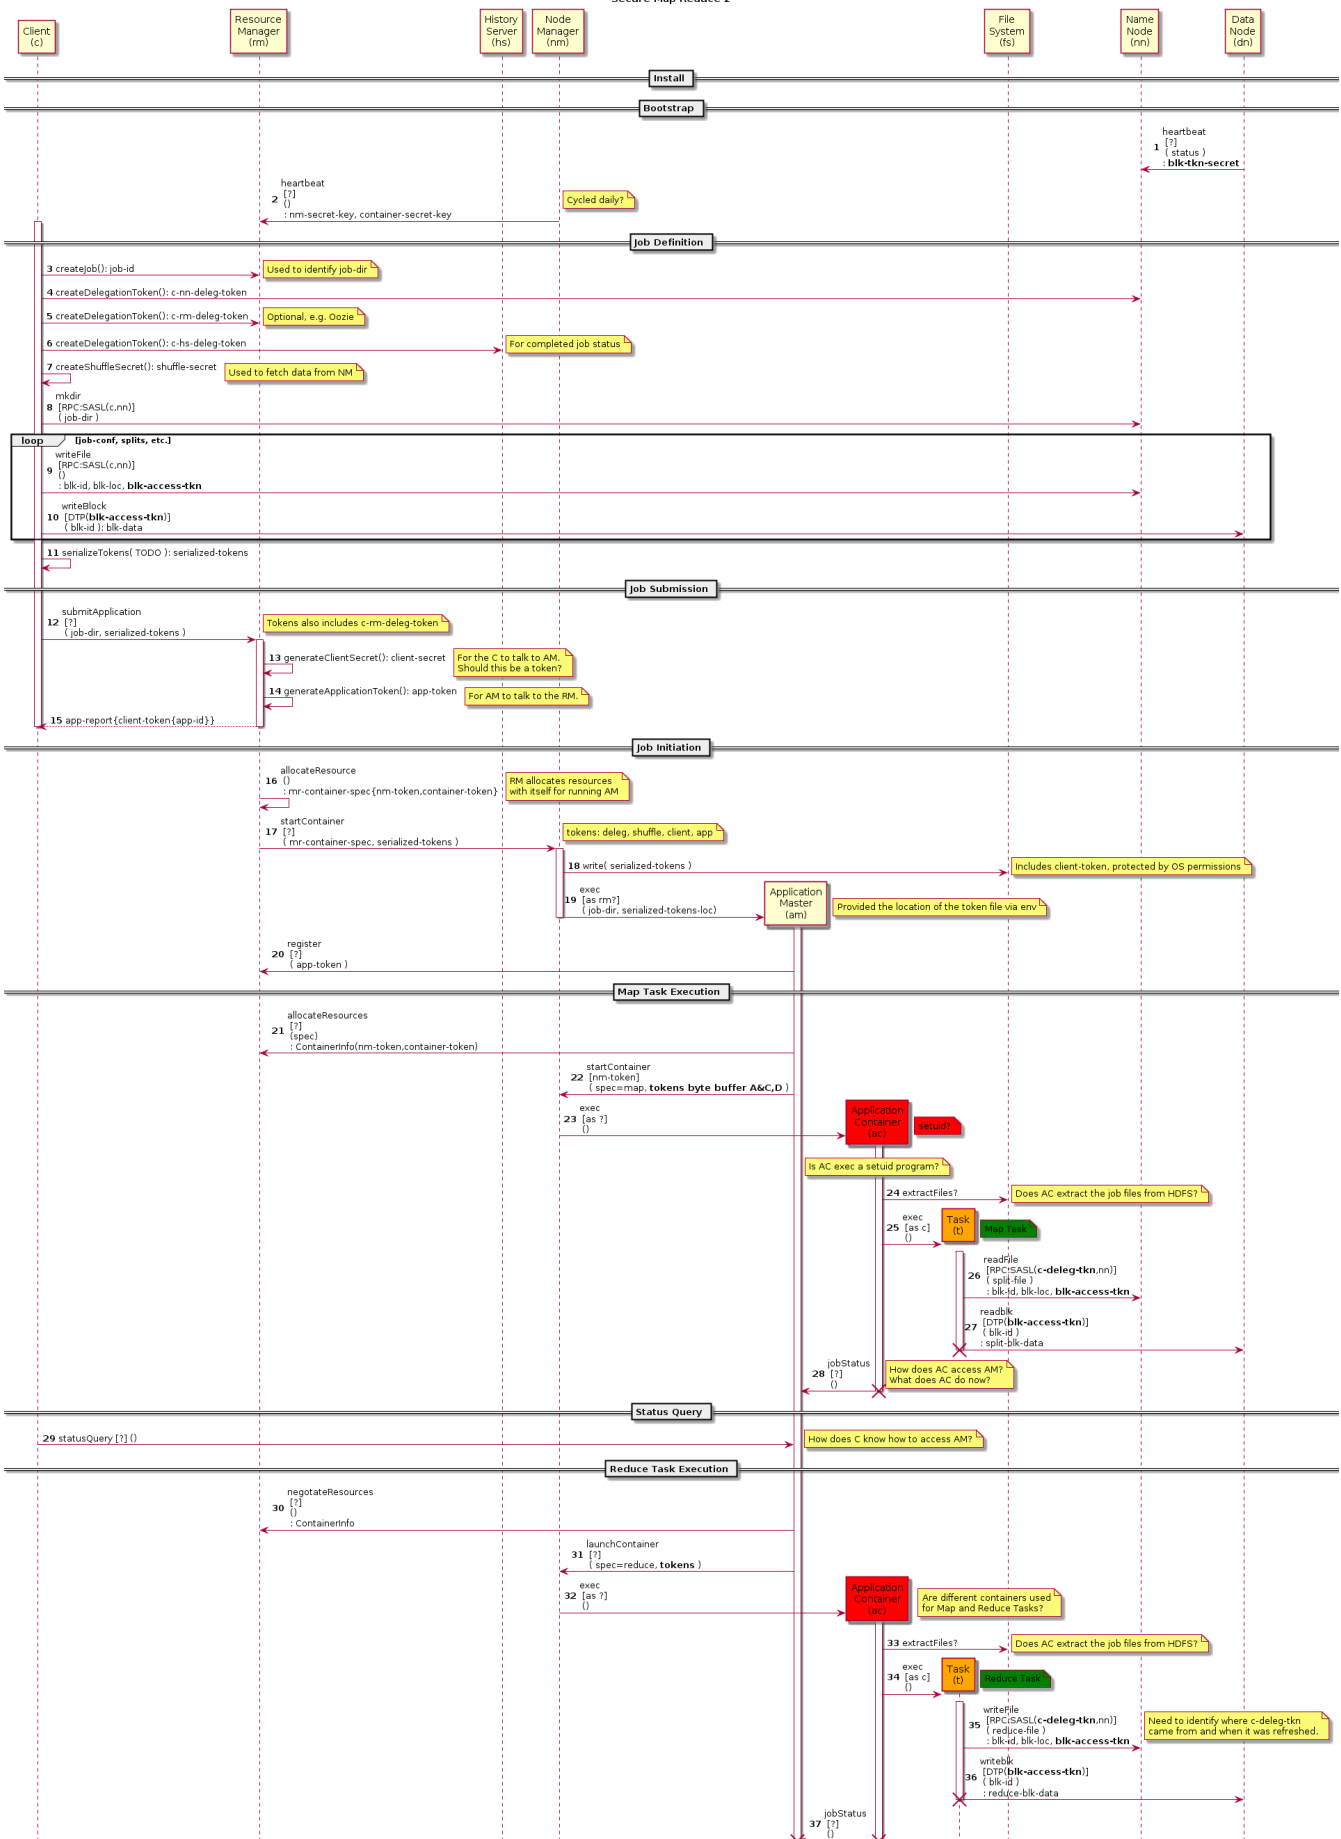 Secure Map Reduce 2
Client
(c)
Resource
Manager
(rm)
History
Server
(hs)
Node
Manager
(nm)
File
System
(fs)
Name
Node
(nn)
Data
Node
(dn)
Install
Bootstrap
heartbeat
1 [?]
( status )
: blk-tkn-secret
heartbeat
2 [?]
()
: nm-secret-key, container-secret-key
Cycled daily?
Job Definition
3 createJob(): job-id
Used to identify job-dir
4 createDelegationToken(): c-nn-deleg-token
5 createDelegationToken(): c-rm-deleg-token
Optional, e.g. Oozie
6 createDelegationToken(): c-hs-deleg-token
For completed job status
7 createShuffleSecret(): shuffle-secret
Used to fetch data from NM
mkdir
8 [RPC:SASL(c,nn)]
( job-dir )
loop [job-conf, splits, etc.]
writeFile
9 [RPC:SASL(c,nn)]
()
: blk-id, blk-loc, blk-access-tkn
writeBlock
10 [DTP(blk-access-tkn)]
( blk-id ): blk-data
11 serializeTokens( TODO ): serialized-tokens
Job Submission
submitApplication
12 [?]
( job-dir, serialized-tokens )
Tokens also includes c-rm-deleg-token
13 generateClientSecret(): client-secret
For the C to talk to AM.
Should this be a token?
14 generateApplicationToken(): app-token
For AM to talk to the RM.
15 app-report{client-token{app-id}}
Job Initiation
allocateResource
16 ()
: mr-container-spec{nm-token,container-token}
RM allocates resources
with itself for running AM
startContainer
17 [?]
( mr-container-spec, serialized-tokens )
tokens: deleg, shuffle, client, app
18 write( serialized-tokens )
Includes client-token, protected by OS permissions
exec
19 [as rm?]
( job-dir, serialized-tokens-loc)
Application
Master
(am)
Provided the location of the token file via env
register
20 [?]
( app-token )
Map Task Execution
allocateResources
21 [?]
(spec)
: ContainerInfo(nm-token,container-token)
startContainer
22 [nm-token]
( spec=map, tokens byte buffer A&C,D )
exec
23 [as ?]
()
Application
Container
(ac)
setuid?
Is AC exec a setuid program?
24 extractFiles?
Does AC extract the job files from HDFS?
exec
25 [as c]
()
Task
(t)
Map Task
readFile
26 [RPC:SASL(c-deleg-tkn,nn)]
( split-file )
: blk-id, blk-loc, blk-access-tkn
readblk
27 [DTP(blk-access-tkn)]
( blk-id )
: split-blk-data
jobStatus
28 [?]
()
How does AC access AM?
What does AC do now?
Status Query
29 statusQuery [?] ()
How does C know how to access AM?
Reduce Task Execution
negotateResources
30 [?]
()
: ContainerInfo
launchContainer
31 [?]
( spec=reduce, tokens )
exec
32 [as ?]
()
Application
Container
(ac)
Are different containers used
for Map and Reduce Tasks?
33 extractFiles?
Does AC extract the job files from HDFS?
exec
34 [as c]
()
Task
(t)
Reduce Task
writeFile
35 [RPC:SASL(c-deleg-tkn,nn)]
( reduce-file )
: blk-id, blk-loc, blk-access-tkn
Need to identify where c-deleg-tkn
came from and when it was refreshed.
writeblk
36 [DTP(blk-access-tkn)]
( blk-id )
: reduce-blk-data
jobStatus
37 [?]
()